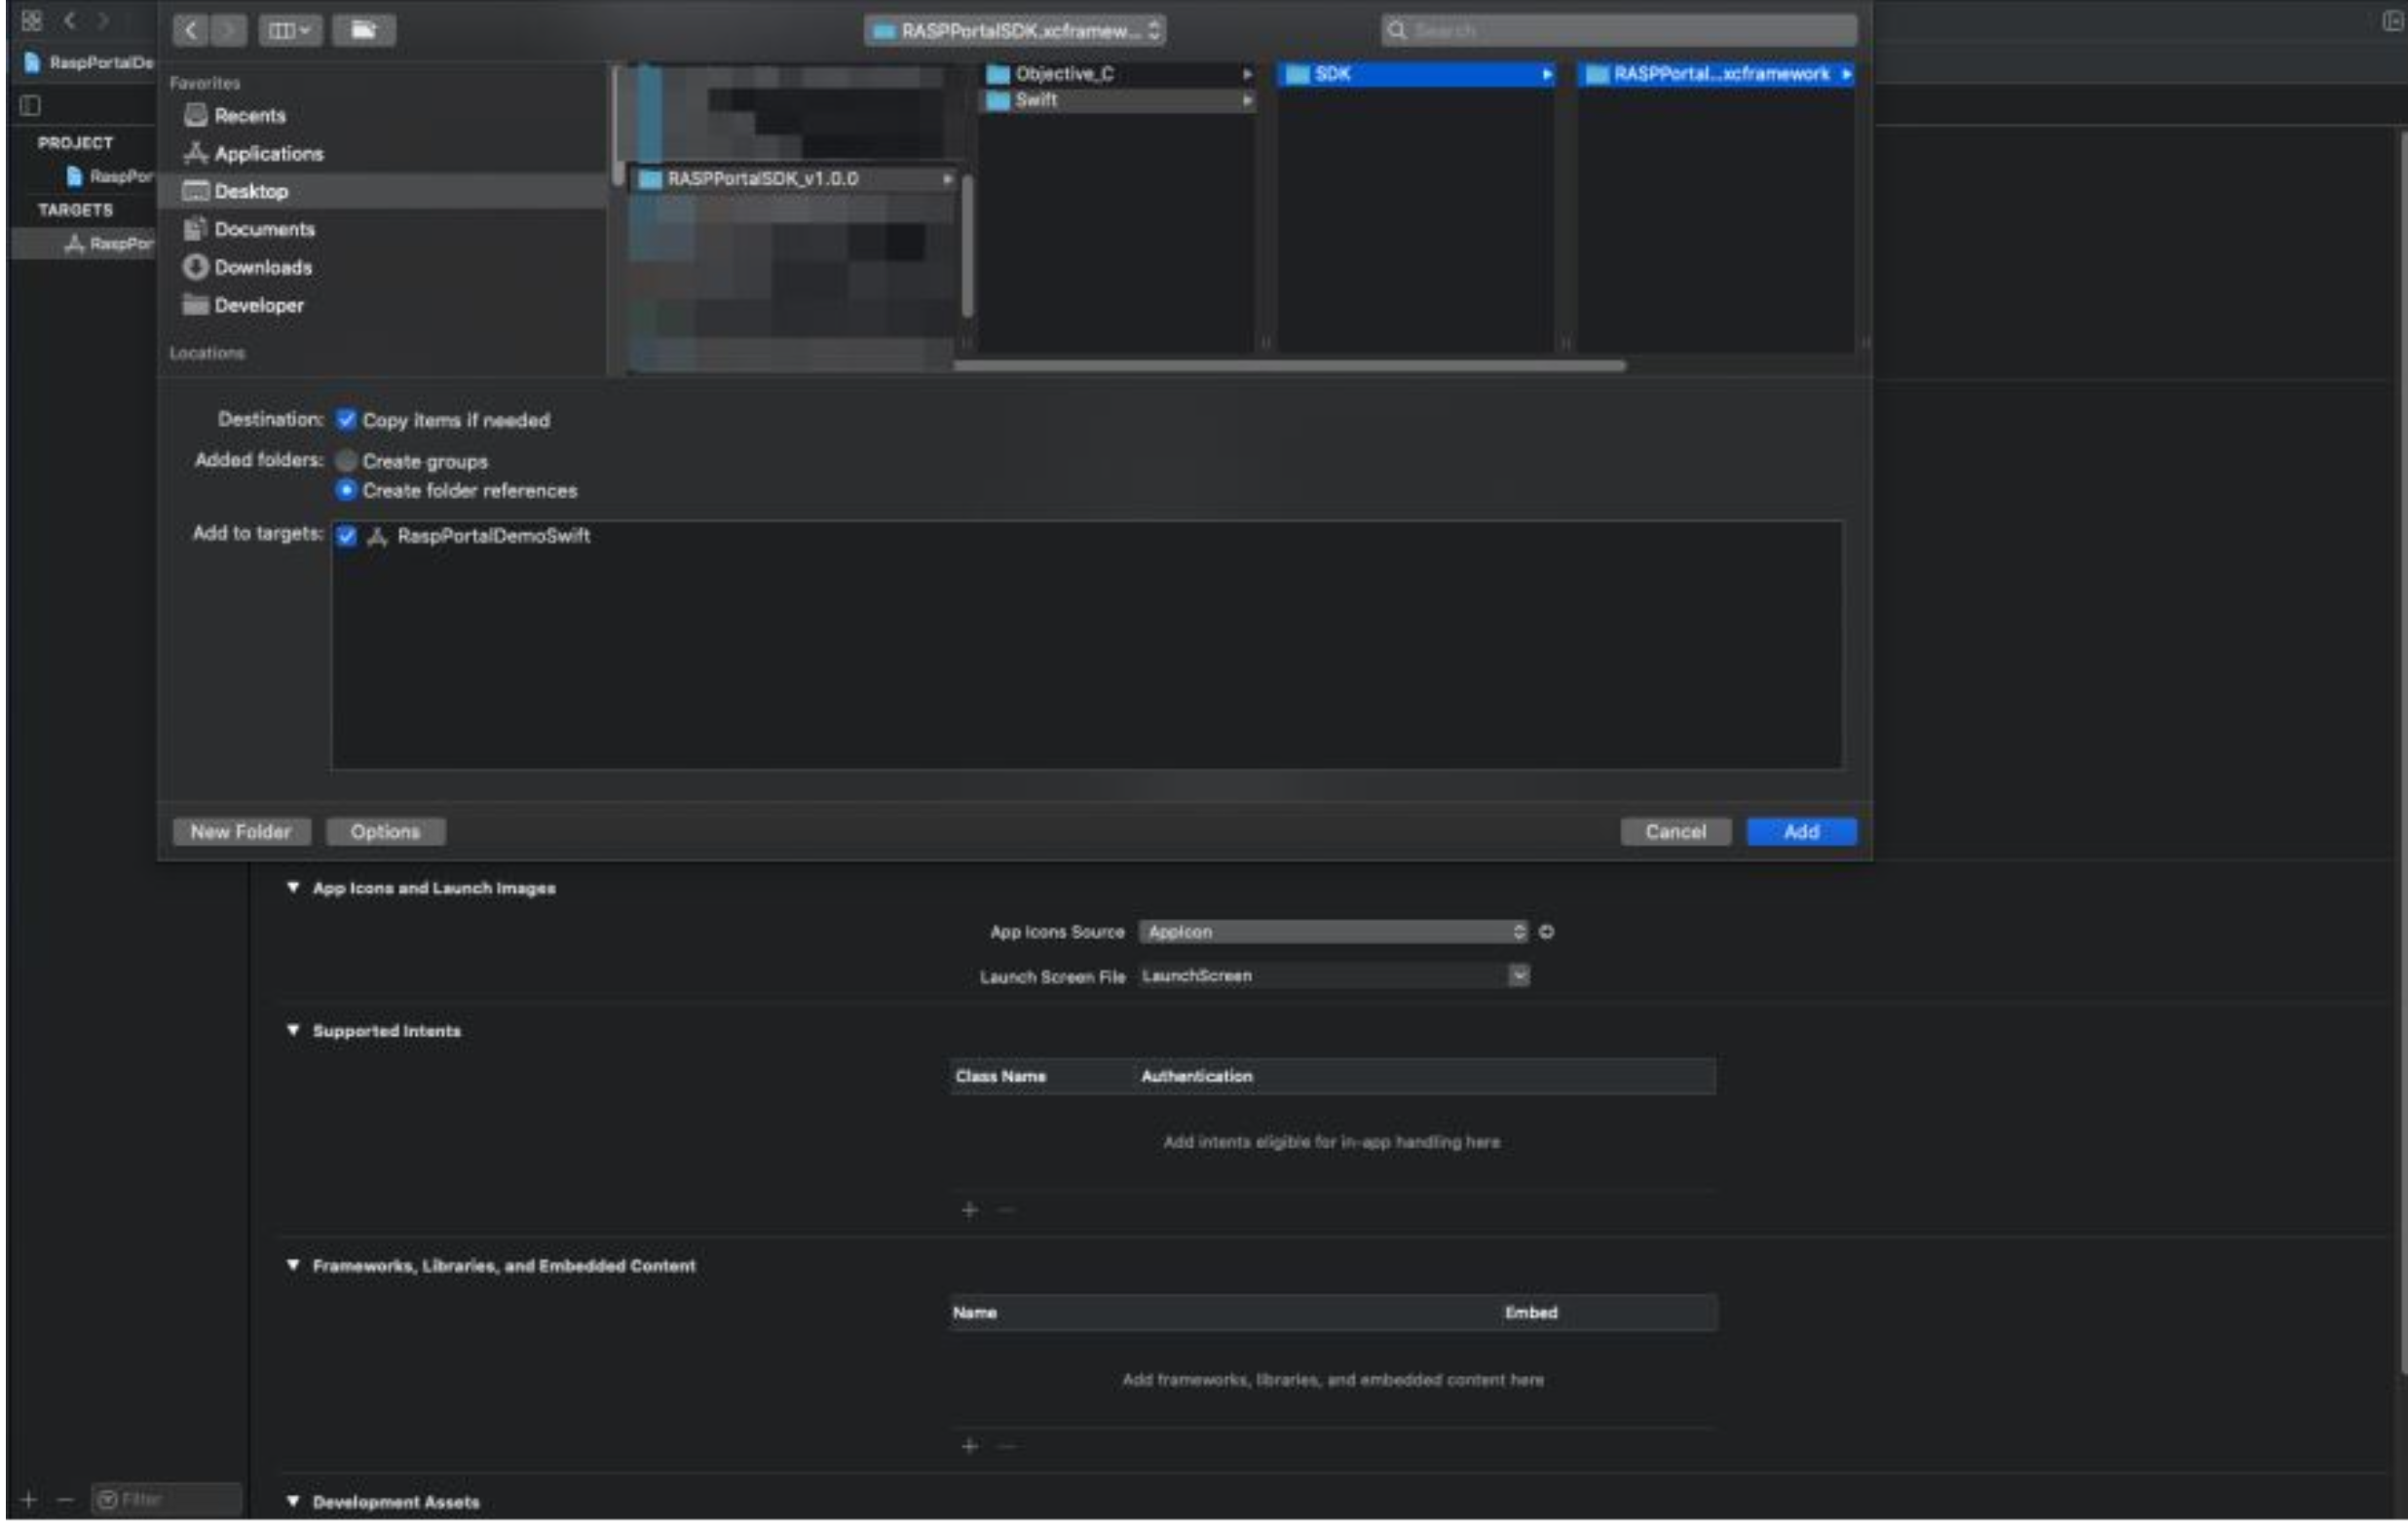 RASPPortalSDK.xcframew...
Search
RaspPortalDe
PROJECT
RaspPor
TARGETS
RaspPor
Favorites
Recents
Applications
Desktop
Documents
Downloads
Developer
Locations
RASPPortalSDK_v1.0.0
Objective_C
Swift
SDK
RASPPortal...xcframework
Destination: Copy items if needed
Added folders: Create groups
Create folder references
Add to targets: RaspPortalDemoSwift
New Folder Options Cancel Add
App Icons and Launch Images
App Icons Source AppIcon
Launch Screen File LaunchScreen
Supported Intents
Class Name Authentication
Add intents eligible for in-app handling here
Frameworks, Libraries, and Embedded Content
Name Embed
Add frameworks, libraries, and embedded content here
Filter
Development Assets